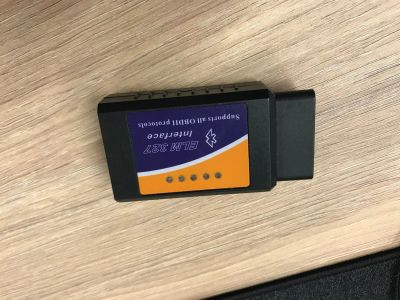 ELM 327
Interface
Supports all OBDII protocols